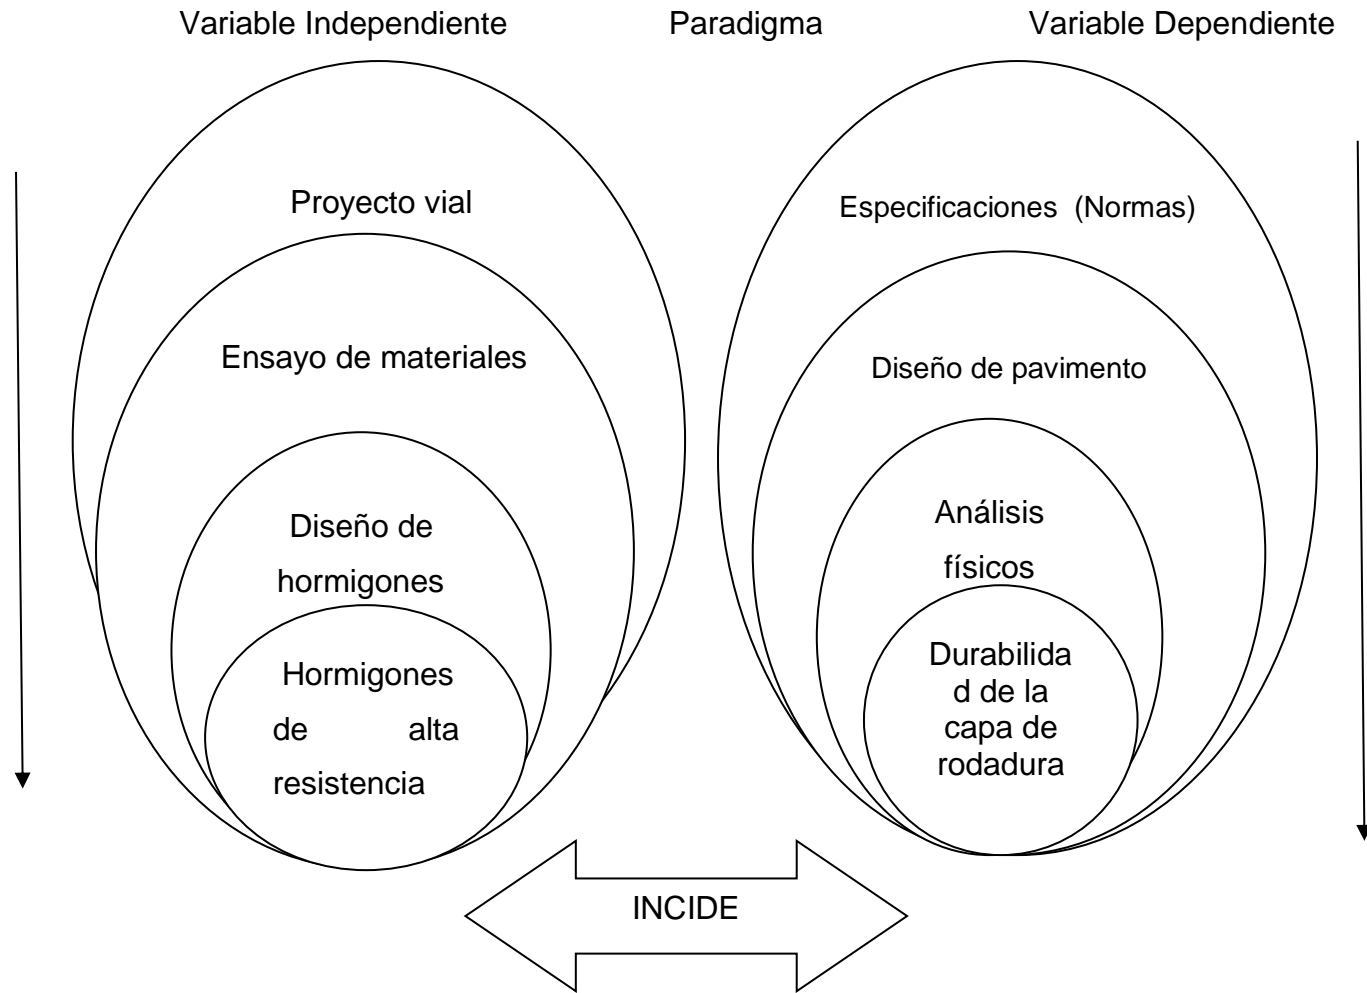 Variable Independiente Paradigma Variable Dependiente
Proyecto vial
Ensayo de materiales
Diseño de
hormigones
Hormigones
de alta
resistencia
Especificaciones (Normas)
Diseño de pavimento
Análisis
físicos
Durabilida
d de la
capa de
rodadura
INCIDE